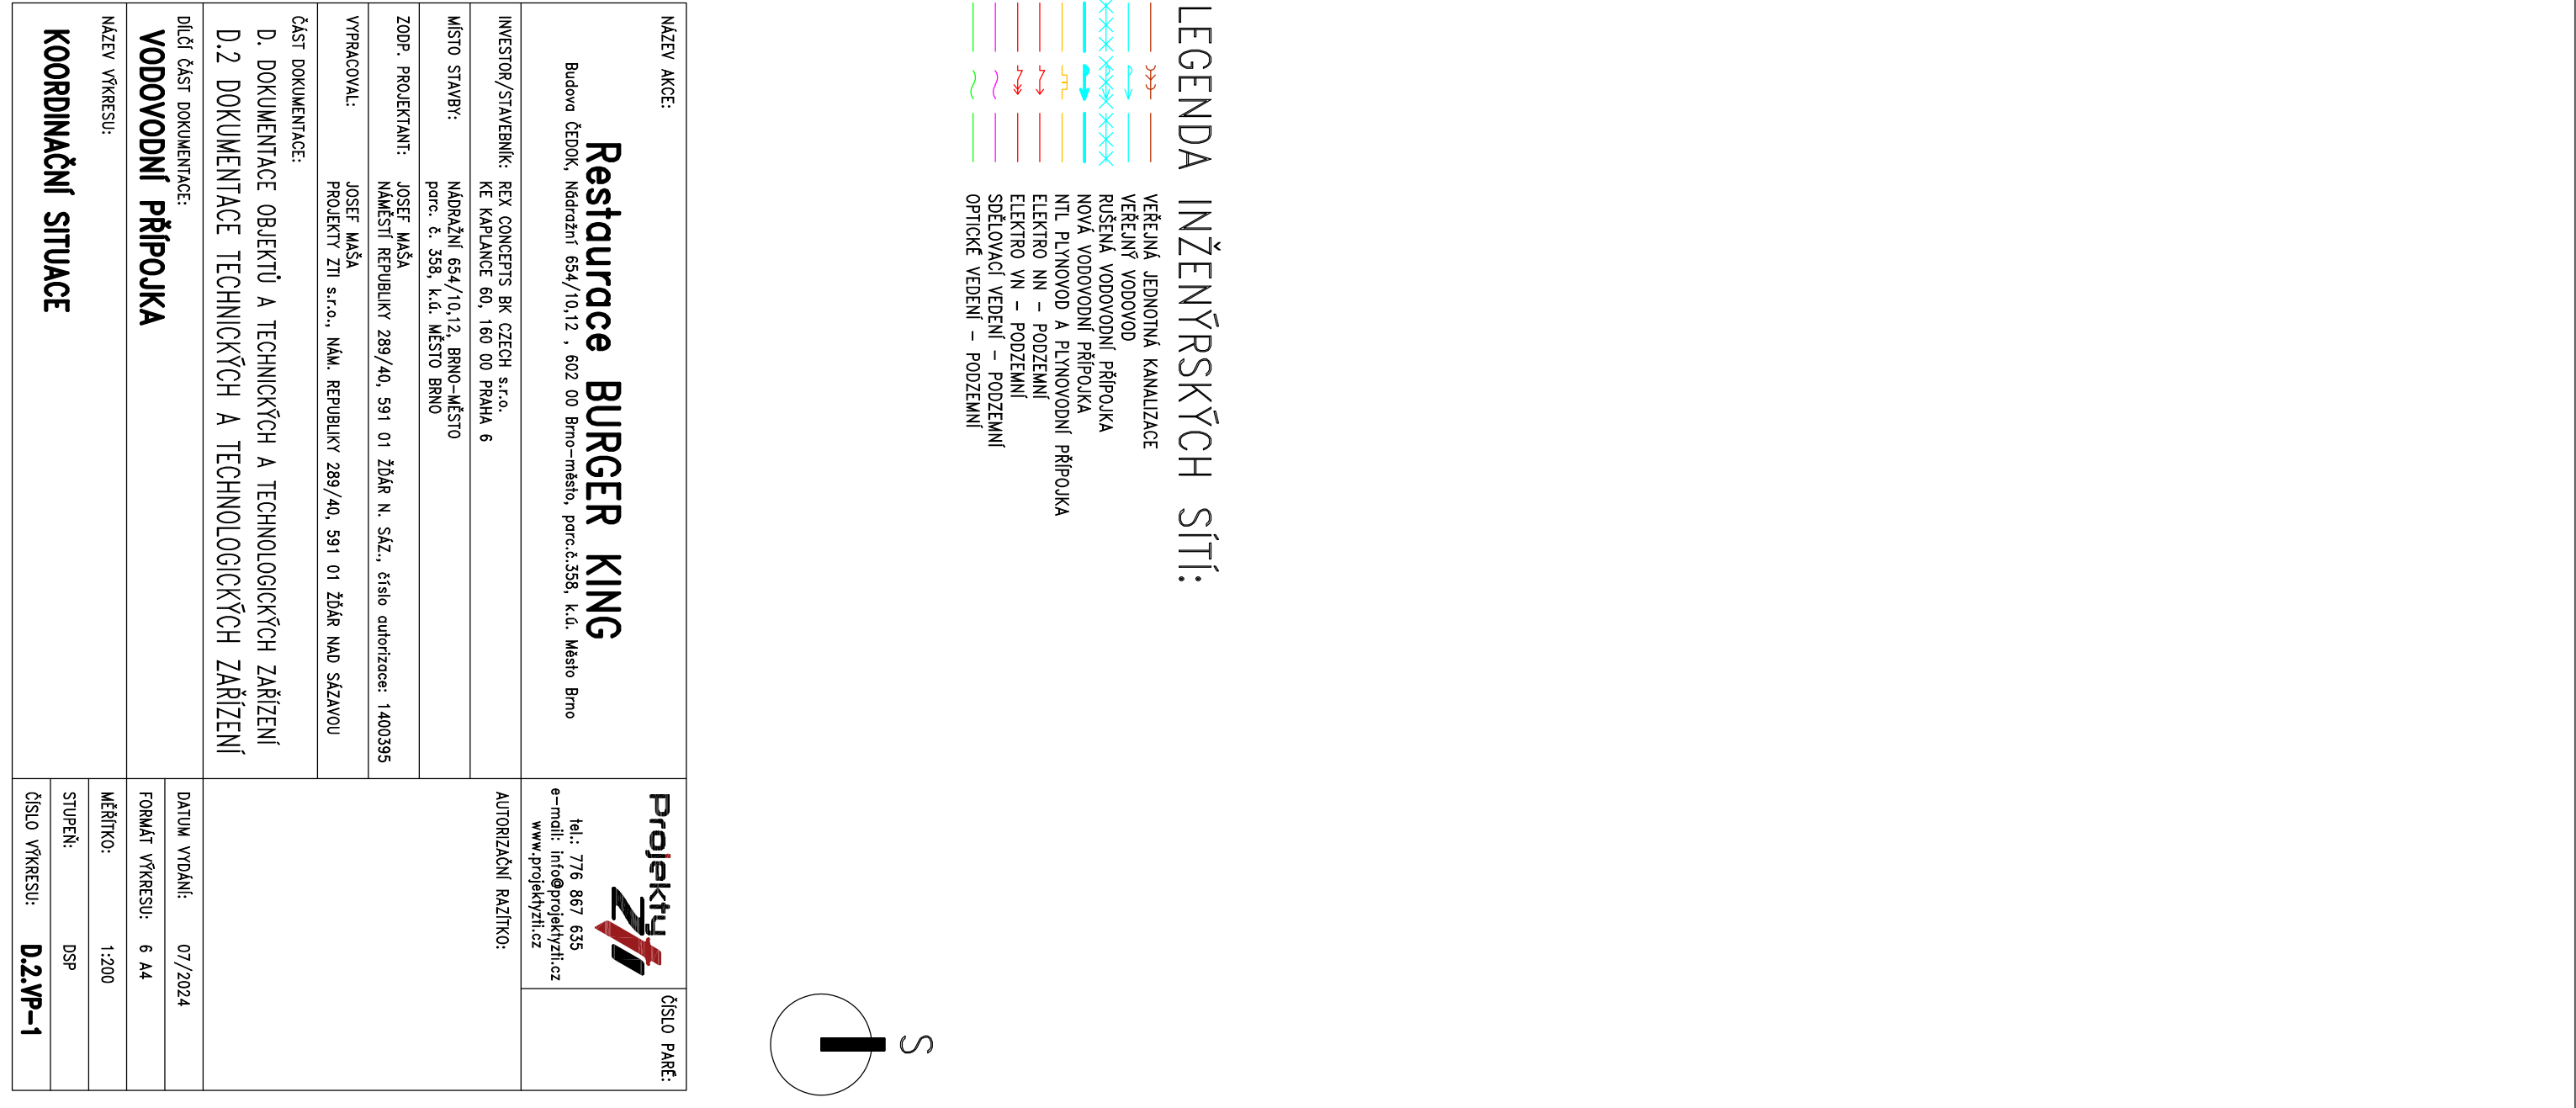 LEGENDA INŽENÝRSKÝCH SÍTÍ:
VEŘEJNÁ JEDNOTNÁ KANALIZACE
VEŘEJNÝ VODOVOD
RUŠENÁ VODOVODNÍ PŘÍPOJKA
NOVÁ VODOVODNÍ PŘÍPOJKA
NTL PLYNOVOD A PLYNOVODNÍ PŘÍPOJKA
ELEKTRO NN – PODZEMNÍ
ELEKTRO VN – PODZEMNÍ
SDĚLOVACÍ VEDENÍ – PODZEMNÍ
OPTICKÉ VEDENÍ – PODZEMNÍ
S
NÁZEV AKCE:
Restaurace BURGER KING
Budova ČEDOK, Nádražní 654/10,12 , 602 00 Brno–město, parc.č.358, k.ú. Město Brno
Projekty ZTI
tel.: 776 867 635
e–mail: info@projektyzti.cz
www.projektyzti.cz
ČÍSLO PARÉ:
INVESTOR/STAVEBNÍK: REX CONCEPTS BK CZECH s.r.o.
KE KAPLANCE 60, 160 00 PRAHA 6
AUTORIZAČNÍ RAZÍTKO:
MÍSTO STAVBY: NÁDRAŽNÍ 654/10,12, BRNO–MĚSTO
parc. č. 358, k.ú. MĚSTO BRNO
ZODP. PROJEKTANT: JOSEF MAŠA
NÁMĚSTÍ REPUBLIKY 289/40, 591 01 ŽĎÁR N. SÁZ., číslo autorizace: 1400395
VYPRACOVAL: JOSEF MAŠA
PROJEKTY ZTI s.r.o., NÁM. REPUBLIKY 289/40, 591 01 ŽĎÁR NAD SÁZAVOU
ČÁST DOKUMENTACE:
D. DOKUMENTACE OBJEKTŮ A TECHNICKÝCH A TECHNOLOGICKÝCH ZAŘÍZENÍ
D.2 DOKUMENTACE TECHNICKÝCH A TECHNOLOGICKÝCH ZAŘÍZENÍ
DÍLČÍ ČÁST DOKUMENTACE:
VODOVODNÍ PŘÍPOJKA
NÁZEV VÝKRESU:
KOORDINAČNÍ SITUACE
DATUM VYDÁNÍ: 07/2024
FORMÁT VÝKRESU: 6 A4
MĚŘÍTKO: 1:200
STUPEŇ: DSP
ČÍSLO VÝKRESU: D.2.VP–1